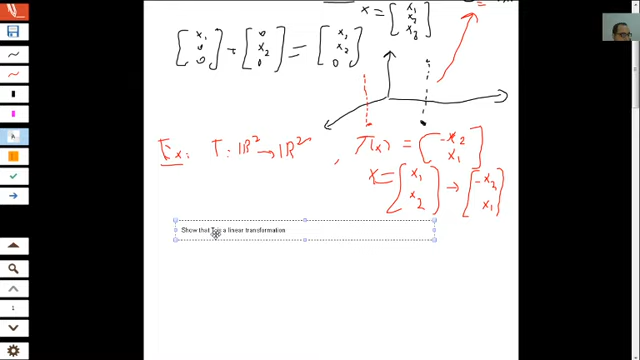 x = [x₁ x₂ x₃]
[x₁ 0 0] + [0 x₂ 0] = [x₁ x₂ 0]
Ex: T: ℝ² → ℝ², T(x) = [-x₂ x₁]
x = [x₁ x₂] → [-x₂ x₁]
Show that T is a linear transformation